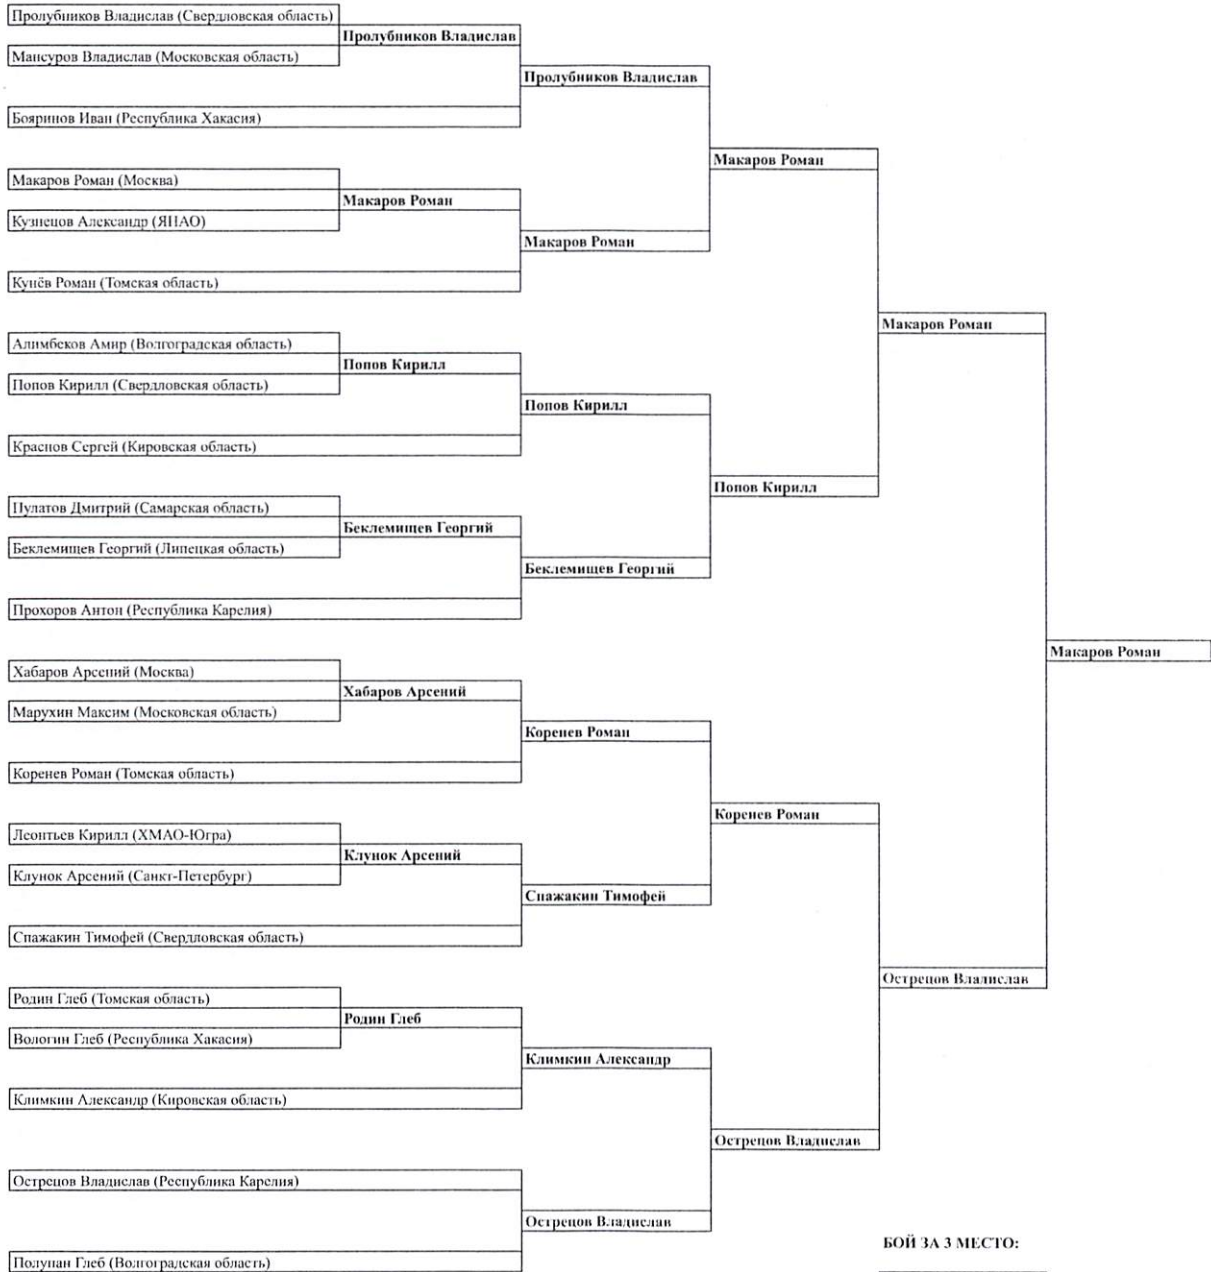 Пролубников Владислав (Свердловская область)
Пролубников Владислав
Мансуров Владислав (Московская область)
Пролубников Владислав
Бояринов Иван (Республика Хакасия)
Макаров Роман
Макаров Роман (Москва)
Макаров Роман
Кузнецов Александр (ЯНАО)
Макаров Роман
Кунёв Роман (Томская область)
Макаров Роман
Алимбеков Амир (Волгоградская область)
Попов Кирилл
Попов Кирилл (Свердловская область)
Попов Кирилл
Краснов Сергей (Кировская область)
Попов Кирилл
Пулатов Дмитрий (Самарская область)
Беклемищев Георгий
Беклемищев Георгий (Липецкая область)
Беклемищев Георгий
Прохоров Антон (Республика Карелия)
Макаров Роман
Хабаров Арсений (Москва)
Хабаров Арсений
Марухин Максим (Московская область)
Коренев Роман
Коренев Роман (Томская область)
Коренев Роман
Леонтьев Кирилл (ХМАО-Югра)
Клунок Арсений
Клунок Арсений (Санкт-Петербург)
Спажакин Тимофей
Спажакин Тимофей (Свердловская область)
Острецов Владислав
Родин Глеб (Томская область)
Родин Глеб
Вологин Глеб (Республика Хакасия)
Климкин Александр
Климкин Александр (Кировская область)
Острецов Владислав
Острецов Владислав (Республика Карелия)
Острецов Владислав
БОЙ ЗА 3 МЕСТО:
Полупан Глеб (Волгоградская область)